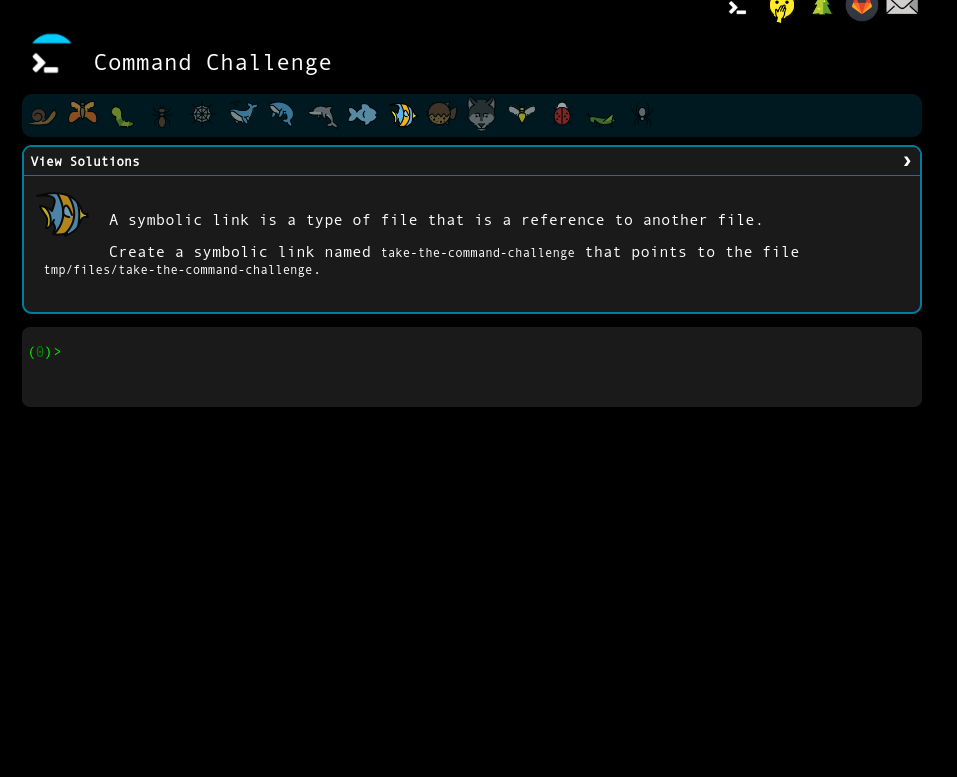 Command Challenge
View Solutions
A symbolic link is a type of file that is a reference to another file.
Create a symbolic link named take-the-command-challenge that points to the file
tmp/files/take-the-command-challenge.
(0)>